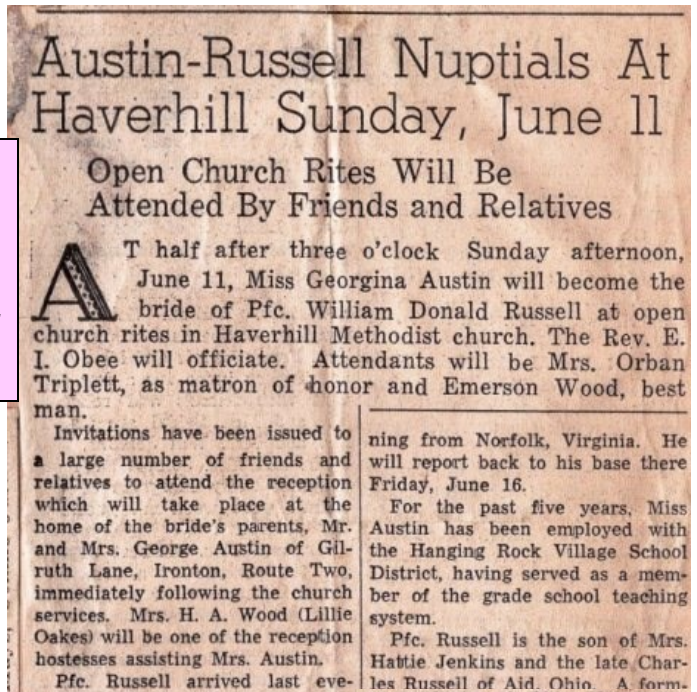 Austin-Russell Nuptials At
Haverhill Sunday, June 11
Open Church Rites Will Be
Attended By Friends and Relatives
AT half after three o'clock Sunday afternoon,
June 11, Miss Georgina Austin will become the
bride of Pfc. William Donald Russell at open
church rites in Haverhill Methodist church. The Rev. E.
I. Obee will officiate. Attendants will be Mrs. Orban
Triplett, as matron of honor and Emerson Wood, best
man.
Invitations have been issued to
a large number of friends and
relatives to attend the reception
which will take place at the
home of the bride's parents, Mr.
and Mrs. George Austin of Gil-
ruth Lane, Ironton, Route Two,
immediately following the church
services. Mrs. H. A. Wood (Lillie
Oakes) will be one of the reception
hostesses assisting Mrs. Austin.
Pfc. Russell arrived last eve-
ning from Norfolk, Virginia. He
will report back to his base there
Friday, June 16.
For the past five years, Miss
Austin has been employed with
the Hanging Rock Village School
District, having served as a mem-
ber of the grade school teaching
system.
Pfc. Russell is the son of Mrs.
Hattie Jenkins and the late Char-
les Russell of Aid, Ohio. A form-